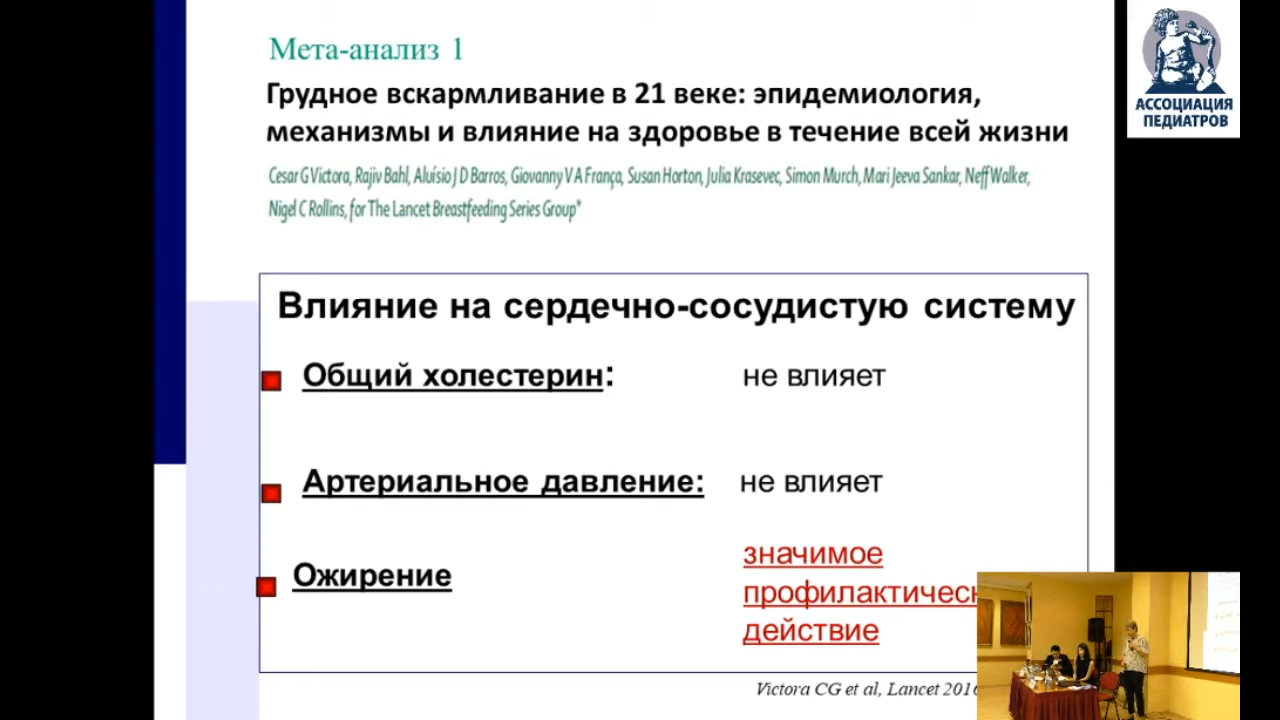 Мета-анализ 1
Грудное вскармливание в 21 веке: эпидемиология,
механизмы и влияние на здоровье в течение всей жизни
Cesar G Victora, Rajiv Bahl, Aluísio J D Barros, Giovanny V A França, Susan Horton, Julia Krasevec, Simon Murch, Mari Jeeva Sankar, Neff Walker,
Nigel C Rollins, for The Lancet Breastfeeding Series Group*
Влияние на сердечно-сосудистую систему
Общий холестерин: не влияет
Артериальное давление: не влияет
Ожирение
значимое
профилактическ
действие
Victora CG et al, Lancet 2016
АССОЦИАЦИЯ
ПЕДИАТРОВ